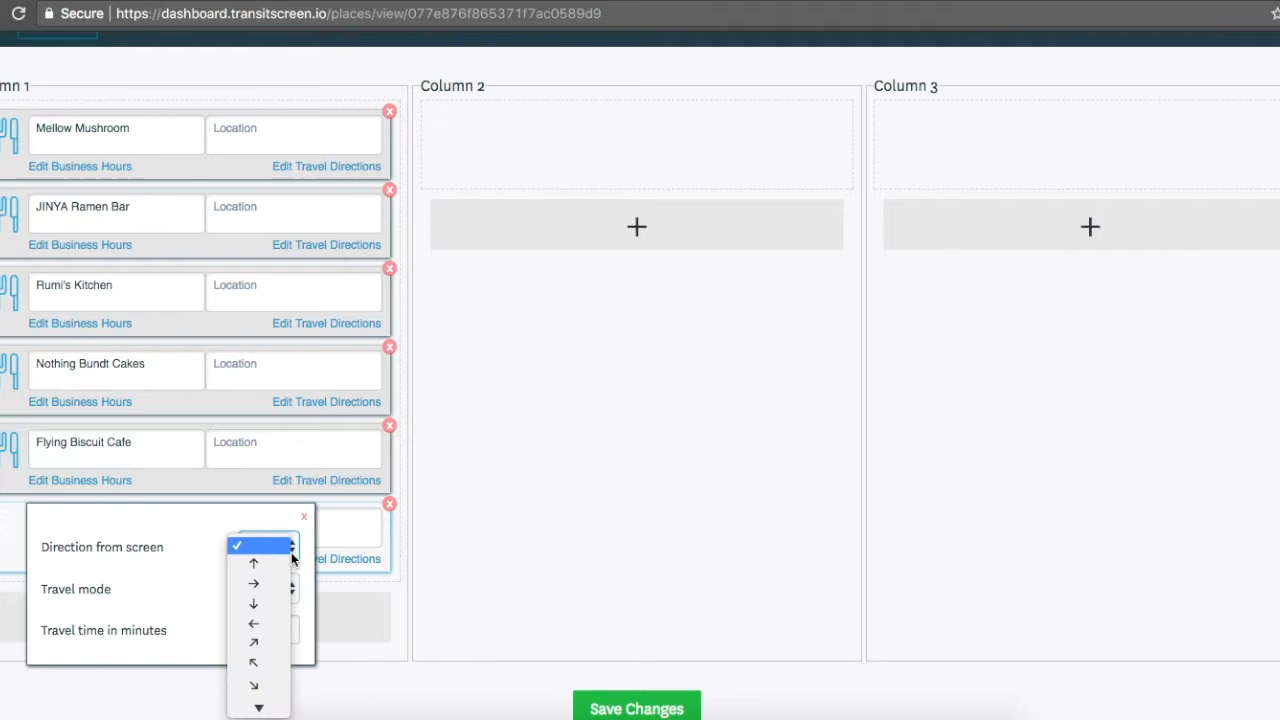 Secure | https://dashboard.transitscreen.io/places/view/077e876f865371f7ac0589d9
mn 1
Column 2
Column 3
Mellow Mushroom
Location
Edit Business Hours
Edit Travel Directions
JINYA Ramen Bar
Location
Edit Business Hours
Edit Travel Directions
Rumi's Kitchen
Location
Edit Business Hours
Edit Travel Directions
Nothing Bundt Cakes
Location
Edit Business Hours
Edit Travel Directions
Flying Biscuit Cafe
Location
Edit Business Hours
Edit Travel Directions
x
Direction from screen
vel Directions
Travel mode
Travel time in minutes
Save Changes